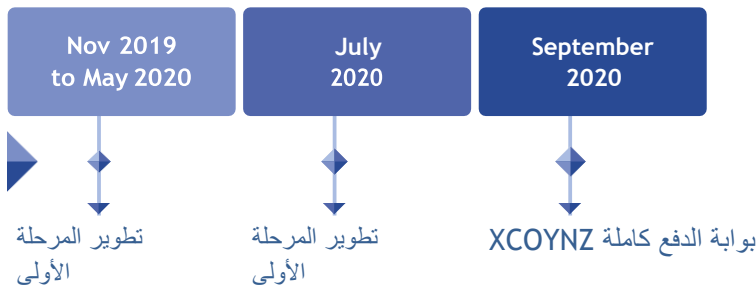 Nov 2019
to May 2020
July
2020
September
2020
تطوير المرحلة
الأولى
تطوير المرحلة
الأولى
بوابة الدفع كاملة XCOYNZ